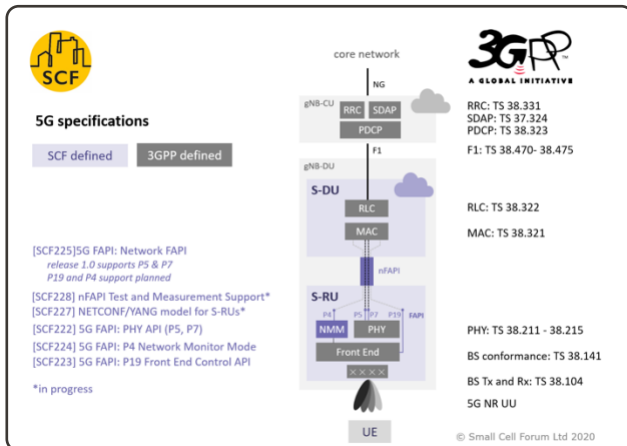 SCF
5G specifications
SCF defined
3GPP defined
[SCF225]5G FAPI: Network FAPI
release 1.0 supports P5 & P7
P19 and P4 support planned
[SCF228] nFAPI Test and Measurement Support*
[SCF227] NETCONF/YANG model for S-RUs*
[SCF222] 5G FAPI: PHY API (P5, P7)
[SCF224] 5G FAPI: P4 Network Monitor Mode
[SCF223] 5G FAPI: P19 Front End Control API
*in progress
core network
NG
gNB-CU
RRC
SDAP
PDCP
F1
gNB-DU
S-DU
RLC
MAC
nFAPI
S-RU
P4
P5
P7
P19
FAPI
NMM
PHY
Front End
××××
UE
3GPP
A GLOBAL INITIATIVE
RRC: TS 38.331
SDAP: TS 37.324
PDCP: TS 38.323
F1: TS 38.470- 38.475
RLC: TS 38.322
MAC: TS 38.321
PHY: TS 38.211 - 38.215
BS conformance: TS 38.141
BS Tx and Rx: TS 38.104
5G NR UU
© Small Cell Forum Ltd 2020